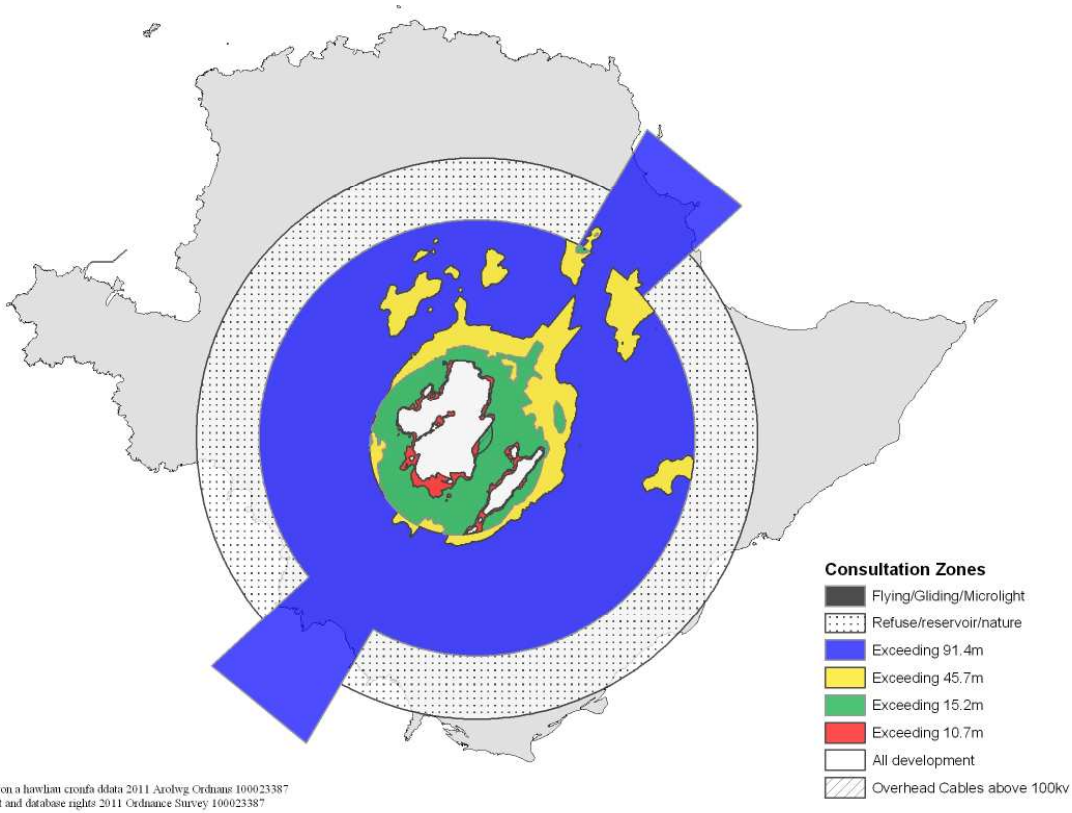 Consultation Zones
Flying/Gliding/Microlight
Refuse/reservoir/nature
Exceeding 91.4m
Exceeding 45.7m
Exceeding 15.2m
Exceeding 10.7m
All development
Overhead Cables above 100kv
on a hawliau cronfa ddata 2011 Arolwg Ordnans 100023387
t and database rights 2011 Ordnance Survey 100023387